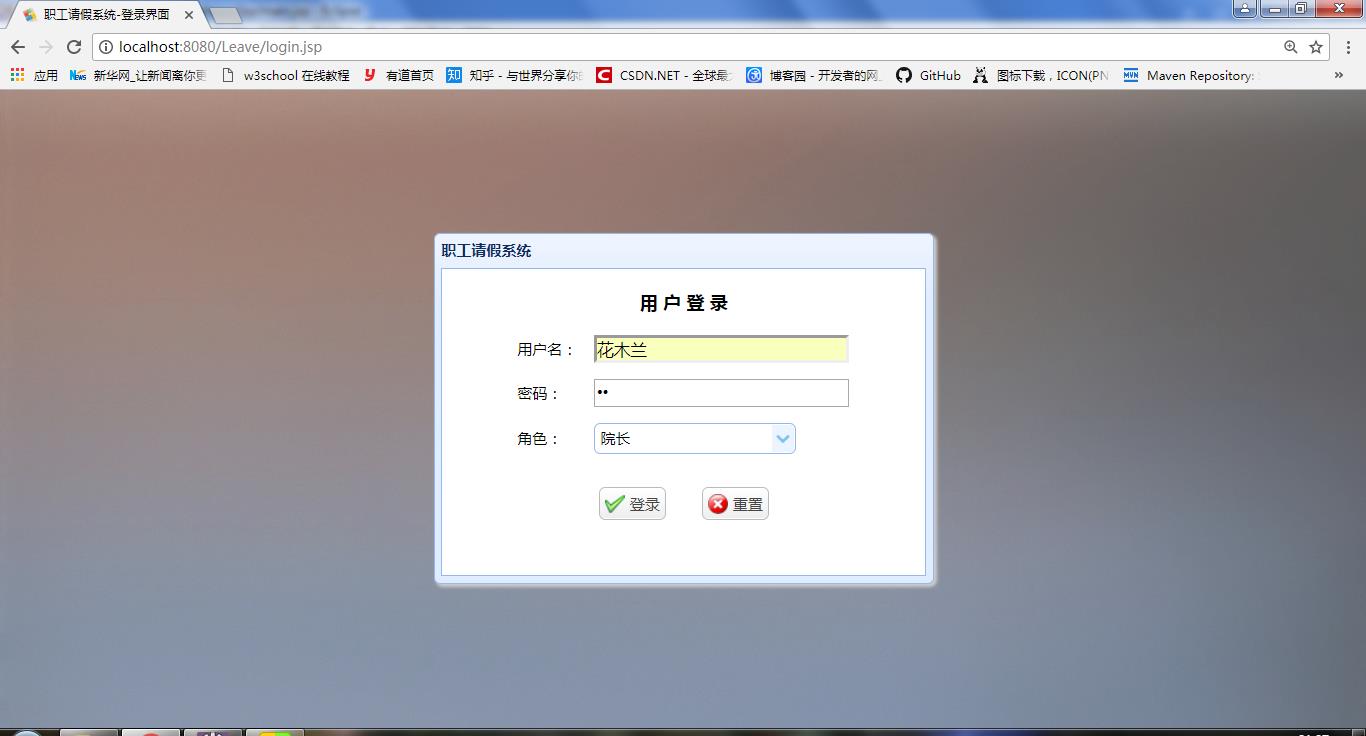 职工请假系统-登录界面
localhost:8080/Leave/login.jsp
应用 新华网_让新闻离你更 w3school 在线教程 有道首页 知乎 - 与世界分享你 CSDN.NET - 全球最 博客园 - 开发者的网 GitHub 图标下载，ICON(PN Maven Repository:
职工请假系统
用 户 登 录
用户名： 花木兰
密码： ••
角色： 院长
登录 重置